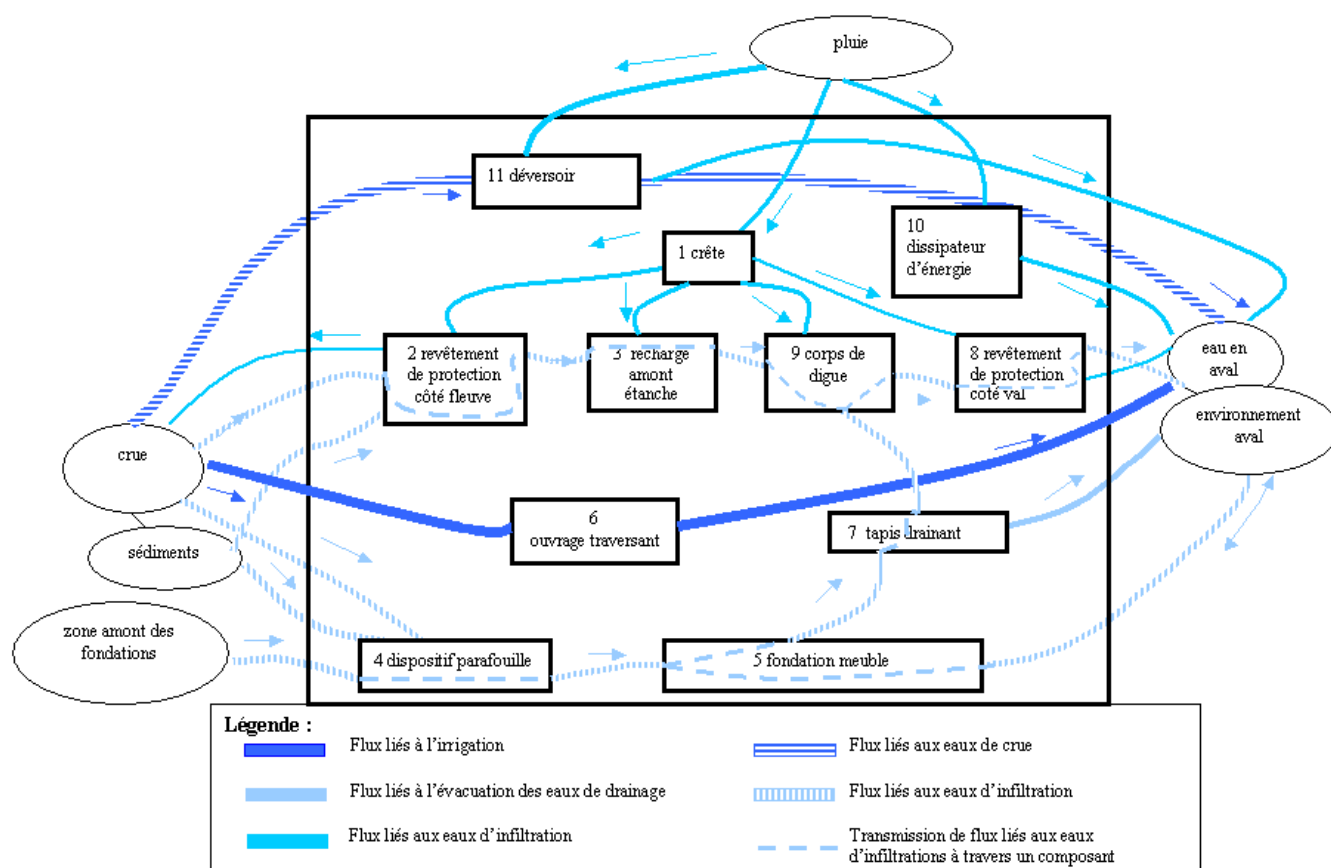 pluie
11 déversoir
10
dissipateur
d'énergie
1 crête
2 revêtement
de protection
côté fleuve
3 recharge
amont
étanche
9 corps de
digue
8 revêtement
de protection
coté val
eau en
aval
environnement
aval
crue
6
ouvrage traversant
7 tapis drainant
sédiments
zone amont des
fondations
4 dispositif parafouille
5 fondation meuble
Légende :
Flux liés à l'irrigation
Flux liés aux eaux de crue
Flux liés à l'évacuation des eaux de drainage
Flux liés aux eaux d'infiltration
Flux liés aux eaux d'infiltration
Transmission de flux liés aux eaux
d'infiltrations à travers un composant